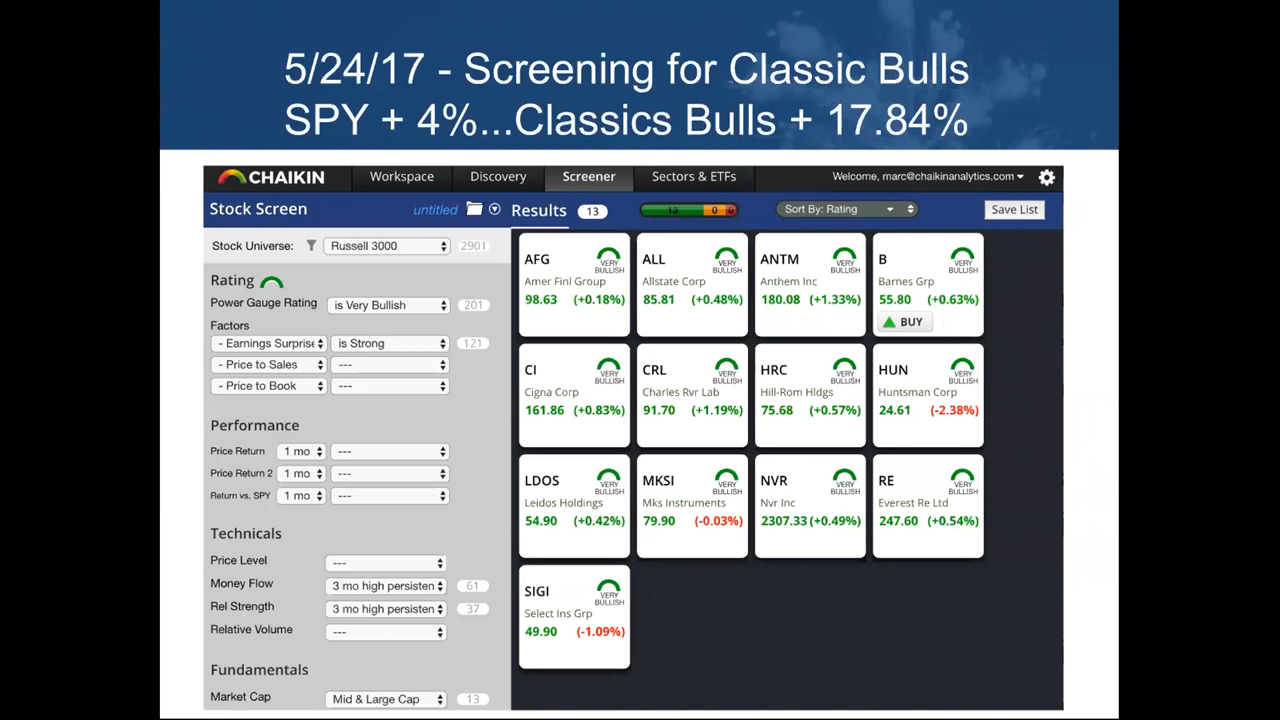 5/24/17 - Screening for Classic Bulls
SPY + 4%...Classics Bulls + 17.84%
CHAIKIN Workspace Discovery Screener Sectors & ETFs Welcome, marc@chaikinanalytics.com
Stock Screen untitled Results 13 13 0 0 Sort By: Rating Save List
Stock Universe: Russell 3000 2901
Rating
Power Gauge Rating is Very Bullish 201
Factors
- Earnings Surprise is Strong 121
- Price to Sales ---
- Price to Book ---
Performance
Price Return 1 mo ---
Price Return 2 1 mo ---
Return vs. SPY 1 mo ---
Technicals
Price Level ---
Money Flow 3 mo high persisten 61
Rel Strength 3 mo high persisten 37
Relative Volume ---
Fundamentals
Market Cap Mid & Large Cap 13
AFG VERY BULLISH
Amer Finl Group
98.63 (+0.18%)
ALL VERY BULLISH
Allstate Corp
85.81 (+0.48%)
ANTM VERY BULLISH
Anthem Inc
180.08 (+1.33%)
B VERY BULLISH
Barnes Grp
55.80 (+0.63%)
BUY
CI VERY BULLISH
Cigna Corp
161.86 (+0.83%)
CRL VERY BULLISH
Charles Rvr Lab
91.70 (+1.19%)
HRC VERY BULLISH
Hill-Rom Hldgs
75.68 (+0.57%)
HUN VERY BULLISH
Huntsman Corp
24.61 (-2.38%)
LDOS VERY BULLISH
Leidos Holdings
54.90 (+0.42%)
MKSI VERY BULLISH
Mks Instruments
79.90 (-0.03%)
NVR VERY BULLISH
Nvr Inc
2307.33 (+0.49%)
RE VERY BULLISH
Everest Re Ltd
247.60 (+0.54%)
SIGI VERY BULLISH
Select Ins Grp
49.90 (-1.09%)